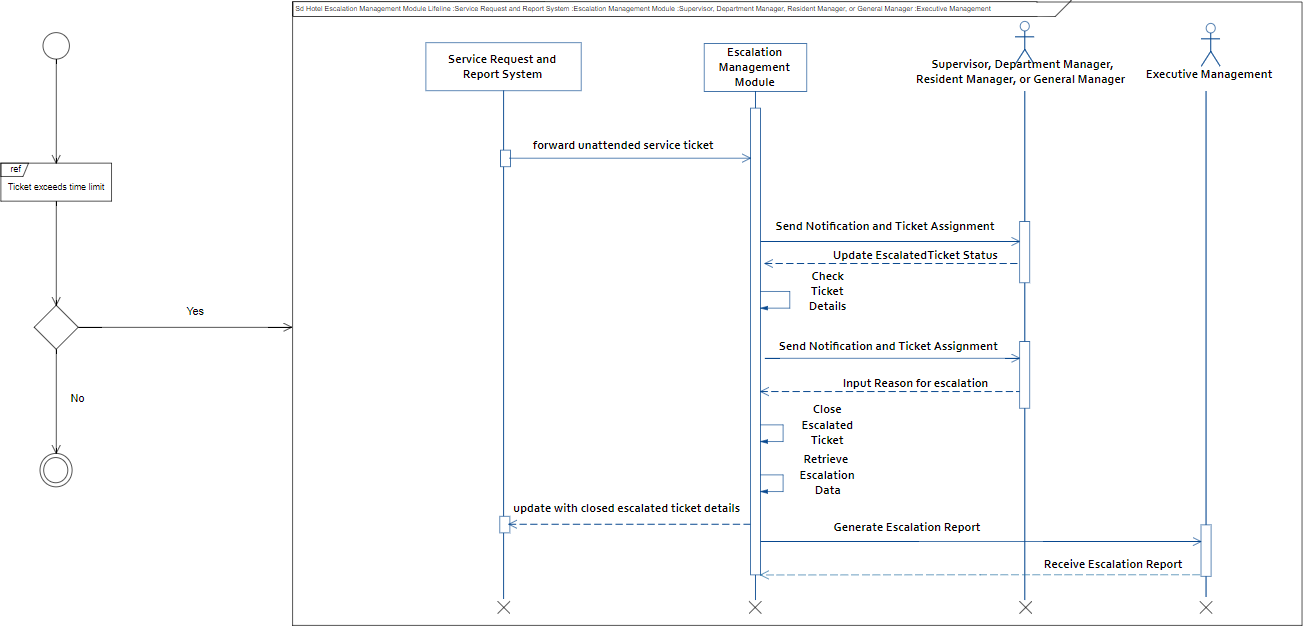 Sd Hotel Escalation Management Module Lifeline :Service Request and Report System :Escalation Management Module :Supervisor, Department Manager, Resident Manager, or General Manager :Executive Management
Service Request and
Report System
Escalation
Management
Module
Supervisor, Department Manager,
Resident Manager, or General Manager
Executive Management
ref
Ticket exceeds time limit
Yes
No
forward unattended service ticket
Send Notification and Ticket Assignment
Update EscalatedTicket Status
Check
Ticket
Details
Send Notification and Ticket Assignment
Input Reason for escalation
Close
Escalated
Ticket
Retrieve
Escalation
Data
update with closed escalated ticket details
Generate Escalation Report
Receive Escalation Report